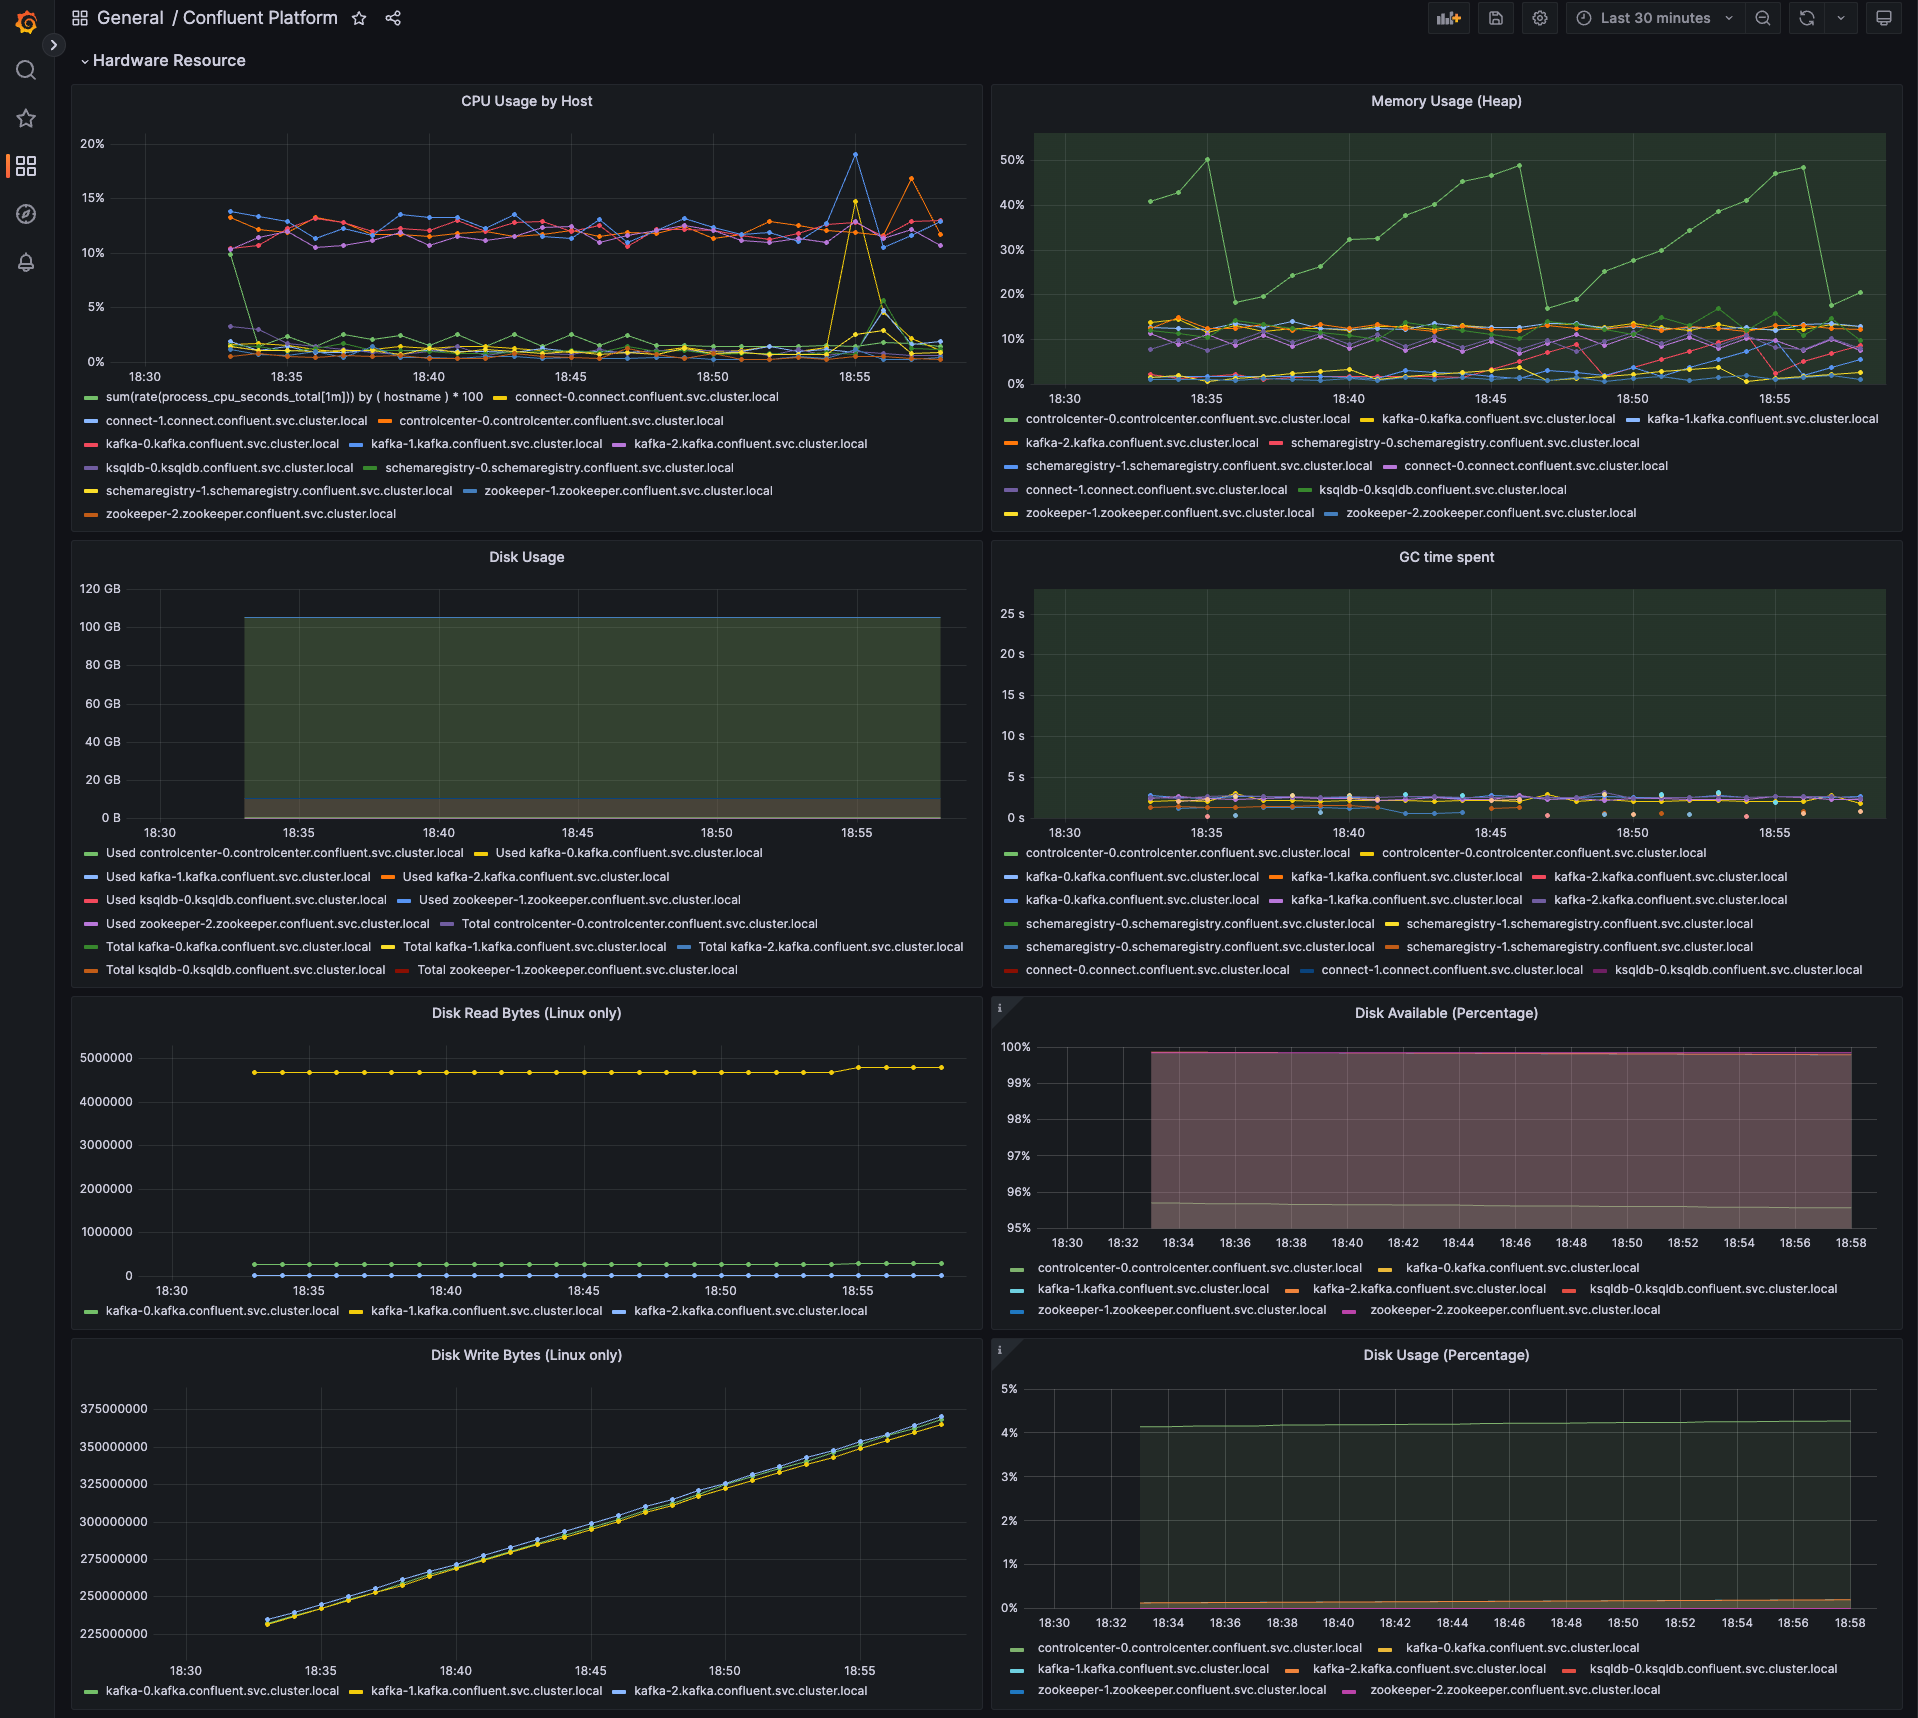 General / Confluent Platform
Last 30 minutes
Hardware Resource
CPU Usage by Host
20%
15%
10%
5%
0%
18:30 18:35 18:40 18:45 18:50 18:55
sum(rate(process_cpu_seconds_total[1m])) by ( hostname ) * 100 connect-0.connect.confluent.svc.cluster.local
connect-1.connect.confluent.svc.cluster.local controlcenter-0.controlcenter.confluent.svc.cluster.local
kafka-0.kafka.confluent.svc.cluster.local kafka-1.kafka.confluent.svc.cluster.local kafka-2.kafka.confluent.svc.cluster.local
ksqldb-0.ksqldb.confluent.svc.cluster.local schemaregistry-0.schemaregistry.confluent.svc.cluster.local
schemaregistry-1.schemaregistry.confluent.svc.cluster.local zookeeper-1.zookeeper.confluent.svc.cluster.local
zookeeper-2.zookeeper.confluent.svc.cluster.local
Memory Usage (Heap)
50%
40%
30%
20%
10%
0%
18:30 18:35 18:40 18:45 18:50 18:55
controlcenter-0.controlcenter.confluent.svc.cluster.local kafka-0.kafka.confluent.svc.cluster.local kafka-1.kafka.confluent.svc.cluster.local
kafka-2.kafka.confluent.svc.cluster.local schemaregistry-0.schemaregistry.confluent.svc.cluster.local
schemaregistry-1.schemaregistry.confluent.svc.cluster.local connect-0.connect.confluent.svc.cluster.local
connect-1.connect.confluent.svc.cluster.local ksqldb-0.ksqldb.confluent.svc.cluster.local
zookeeper-1.zookeeper.confluent.svc.cluster.local zookeeper-2.zookeeper.confluent.svc.cluster.local
Disk Usage
120 GB
100 GB
80 GB
60 GB
40 GB
20 GB
0 B
18:30 18:35 18:40 18:45 18:50 18:55
Used controlcenter-0.controlcenter.confluent.svc.cluster.local Used kafka-0.kafka.confluent.svc.cluster.local
Used kafka-1.kafka.confluent.svc.cluster.local Used kafka-2.kafka.confluent.svc.cluster.local
Used ksqldb-0.ksqldb.confluent.svc.cluster.local Used zookeeper-1.zookeeper.confluent.svc.cluster.local
Used zookeeper-2.zookeeper.confluent.svc.cluster.local Total controlcenter-0.controlcenter.confluent.svc.cluster.local
Total kafka-0.kafka.confluent.svc.cluster.local Total kafka-1.kafka.confluent.svc.cluster.local Total kafka-2.kafka.confluent.svc.cluster.local
Total ksqldb-0.ksqldb.confluent.svc.cluster.local Total zookeeper-1.zookeeper.confluent.svc.cluster.local
GC time spent
25 s
20 s
15 s
10 s
5 s
0 s
18:30 18:35 18:40 18:45 18:50 18:55
controlcenter-0.controlcenter.confluent.svc.cluster.local controlcenter-0.controlcenter.confluent.svc.cluster.local
kafka-0.kafka.confluent.svc.cluster.local kafka-1.kafka.confluent.svc.cluster.local kafka-2.kafka.confluent.svc.cluster.local
kafka-0.kafka.confluent.svc.cluster.local kafka-1.kafka.confluent.svc.cluster.local kafka-2.kafka.confluent.svc.cluster.local
schemaregistry-0.schemaregistry.confluent.svc.cluster.local schemaregistry-1.schemaregistry.confluent.svc.cluster.local
schemaregistry-0.schemaregistry.confluent.svc.cluster.local schemaregistry-1.schemaregistry.confluent.svc.cluster.local
connect-0.connect.confluent.svc.cluster.local connect-1.connect.confluent.svc.cluster.local ksqldb-0.ksqldb.confluent.svc.cluster.local
Disk Read Bytes (Linux only)
5000000
4000000
3000000
2000000
1000000
0
18:30 18:35 18:40 18:45 18:50 18:55
kafka-0.kafka.confluent.svc.cluster.local kafka-1.kafka.confluent.svc.cluster.local kafka-2.kafka.confluent.svc.cluster.local
i
Disk Available (Percentage)
100%
99%
98%
97%
96%
95%
18:30 18:32 18:34 18:36 18:38 18:40 18:42 18:44 18:46 18:48 18:50 18:52 18:54 18:56 18:58
controlcenter-0.controlcenter.confluent.svc.cluster.local kafka-0.kafka.confluent.svc.cluster.local
kafka-1.kafka.confluent.svc.cluster.local kafka-2.kafka.confluent.svc.cluster.local ksqldb-0.ksqldb.confluent.svc.cluster.local
zookeeper-1.zookeeper.confluent.svc.cluster.local zookeeper-2.zookeeper.confluent.svc.cluster.local
Disk Write Bytes (Linux only)
375000000
350000000
325000000
300000000
275000000
250000000
225000000
18:30 18:35 18:40 18:45 18:50 18:55
kafka-0.kafka.confluent.svc.cluster.local kafka-1.kafka.confluent.svc.cluster.local kafka-2.kafka.confluent.svc.cluster.local
i
Disk Usage (Percentage)
5%
4%
3%
2%
1%
0%
18:30 18:32 18:34 18:36 18:38 18:40 18:42 18:44 18:46 18:48 18:50 18:52 18:54 18:56 18:58
controlcenter-0.controlcenter.confluent.svc.cluster.local kafka-0.kafka.confluent.svc.cluster.local
kafka-1.kafka.confluent.svc.cluster.local kafka-2.kafka.confluent.svc.cluster.local ksqldb-0.ksqldb.confluent.svc.cluster.local
zookeeper-1.zookeeper.confluent.svc.cluster.local zookeeper-2.zookeeper.confluent.svc.cluster.local